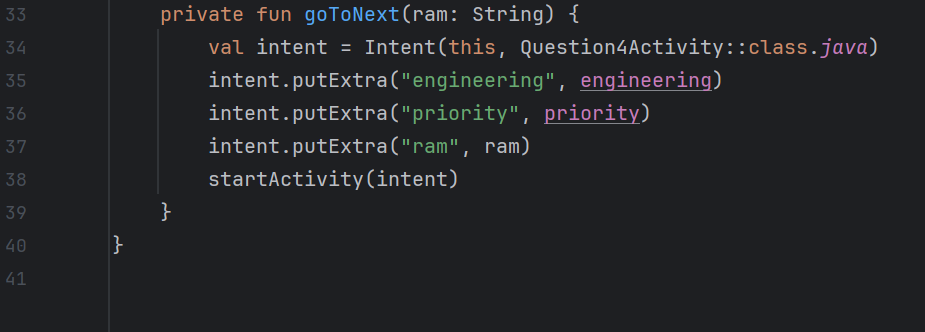 33 private fun goToNext(ram: String) {
34 val intent = Intent(this, Question4Activity::class.java)
35 intent.putExtra("engineering", engineering)
36 intent.putExtra("priority", priority)
37 intent.putExtra("ram", ram)
38 startActivity(intent)
39 }
40 }
41